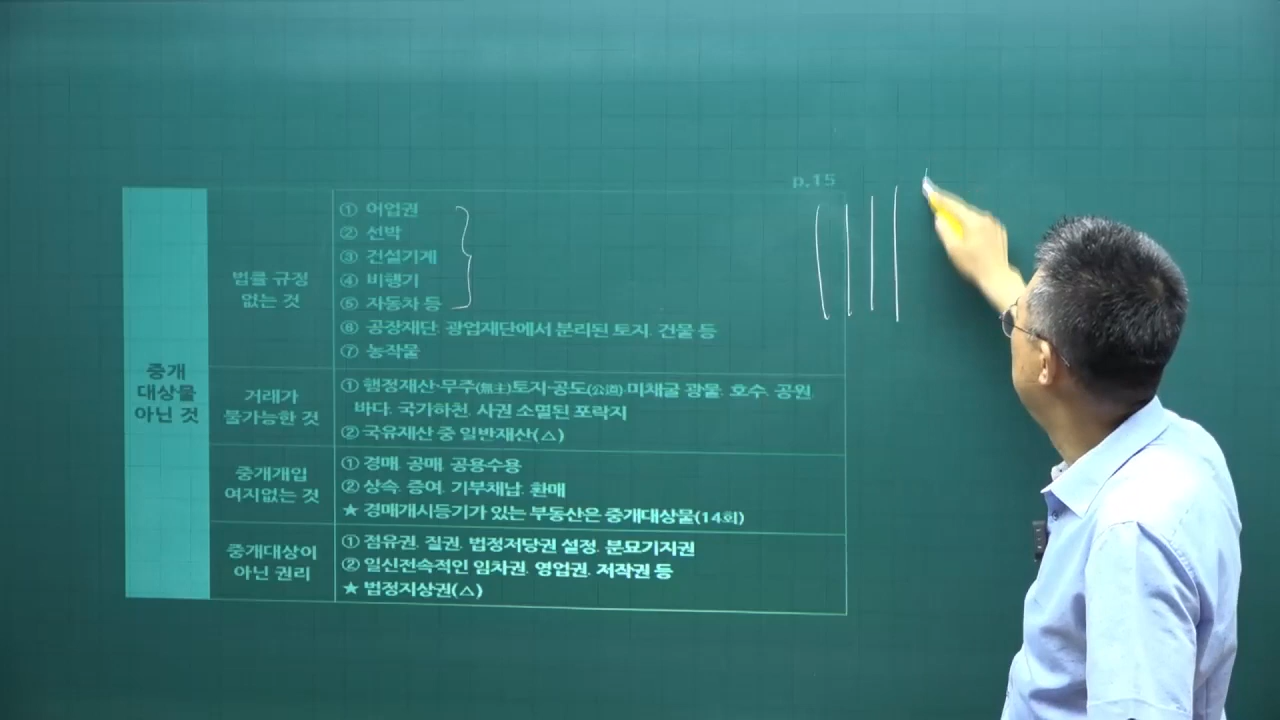 p.15
중개
대상물
아닌 것
법률 규정
없는 것
① 어업권
② 선박
③ 건설기계
④ 비행기
⑤ 자동차 등
⑥ 공장재단, 광업재단에서 분리된 토지, 건물 등
⑦ 농작물
거래가
불가능한 것
① 행정재산-무주(無主)토지-공도(公道)·미채굴 광물, 호수, 공원,
바다, 국가하천, 사권 소멸된 포락지
② 국유재산 중 일반재산(△)
중개개입
여지없는 것
① 경매, 공매, 공용수용
② 상속, 증여, 기부채납, 환매
★ 경매개시등기가 있는 부동산은 중개대상물(14회)
중개대상이
아닌 권리
① 점유권, 질권, 법정저당권 설정, 분묘기지권
② 일신전속적인 임차권, 영업권, 저작권 등
★ 법정지상권(△)